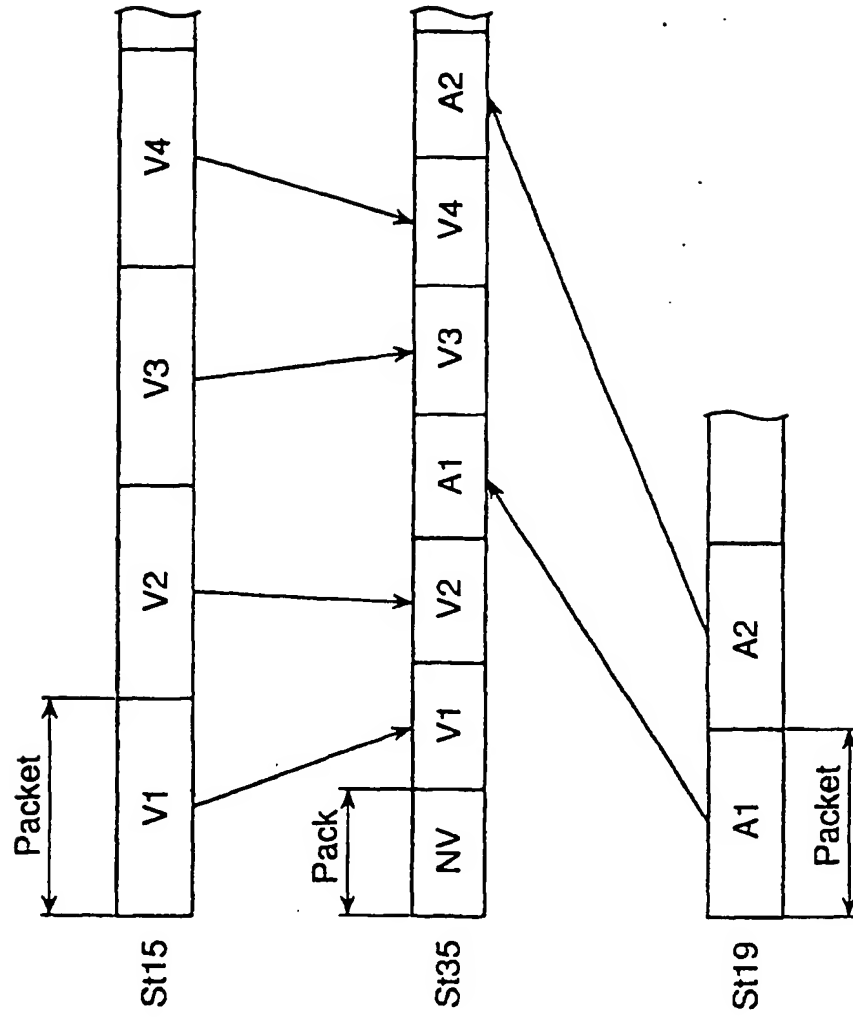 Packet
St15 V1 V2 V3 V4
Pack
St35 NV V1 V2 A1 V3 V4 A2
St19 A1 A2
Packet